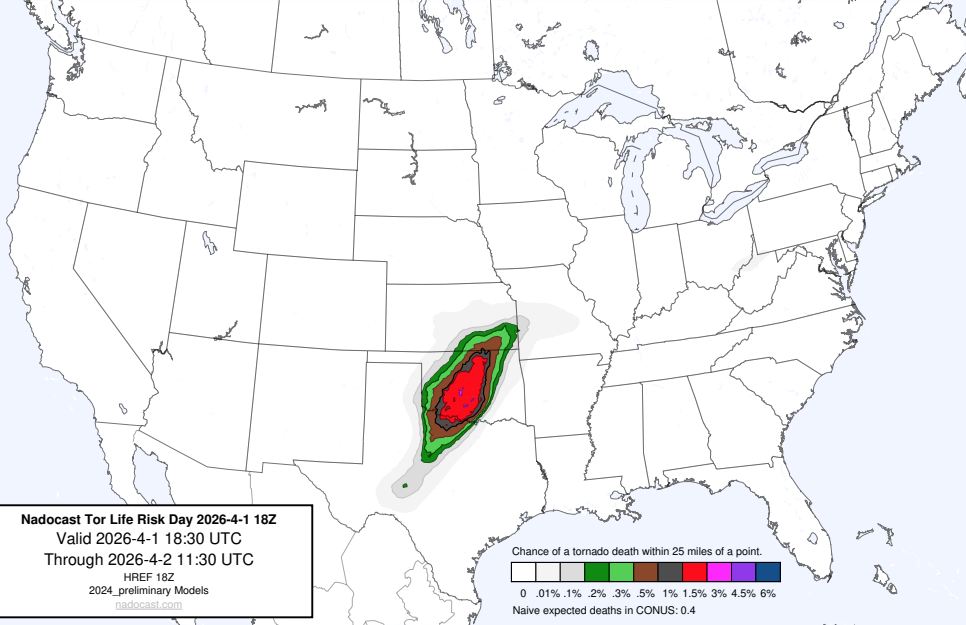 Nadocast Tor Life Risk Day 2026-4-1 18Z
Valid 2026-4-1 18:30 UTC
Through 2026-4-2 11:30 UTC
HREF 18Z
2024_preliminary Models
nadocast.com
Chance of a tornado death within 25 miles of a point.
0 .01% .1% .2% .3% .5% 1% 1.5% 3% 4.5% 6%
Naive expected deaths in CONUS: 0.4